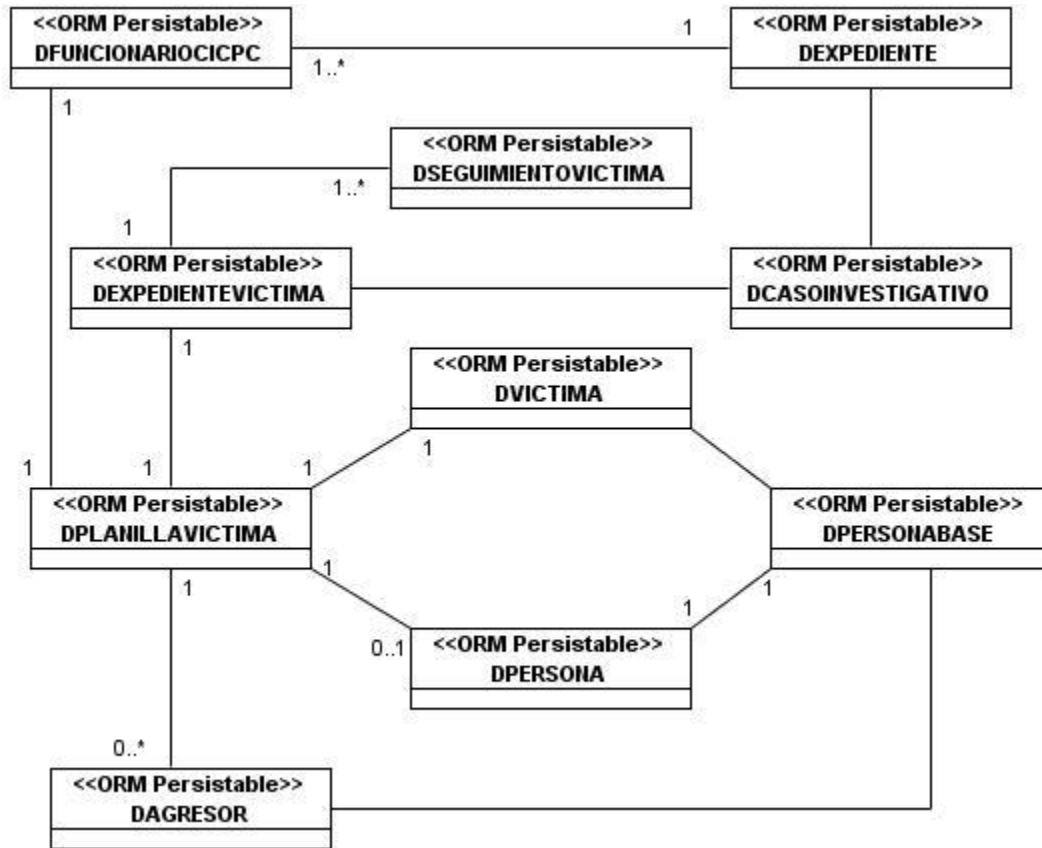 <<ORM Persistable>>
DFUNCIONARIOCICPC
1
1..*
<<ORM Persistable>>
DEXPEDIENTE
1
<<ORM Persistable>>
DSEGUIMIENTOVICTIMA
1..*
1
<<ORM Persistable>>
DEXPEDIENTEVICTIMA
1
<<ORM Persistable>>
DCASOINVESTIGATIVO
<<ORM Persistable>>
DVICTIMA
1
1
1
1
<<ORM Persistable>>
DPLANILLAVICTIMA
1
1
<<ORM Persistable>>
DPERSONABASE
1
1
0..1
<<ORM Persistable>>
DPERSONA
0..*
<<ORM Persistable>>
DAGRESOR